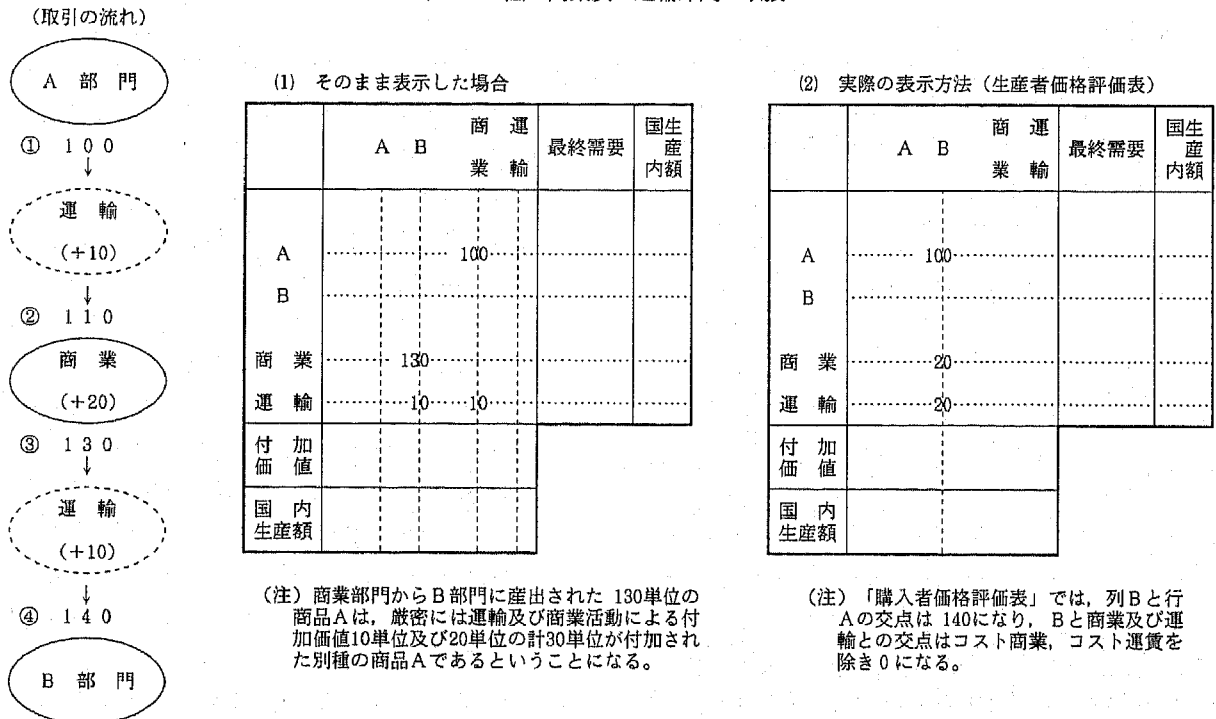 (取引の流れ)
A 部 門
① 100
↓
運 輸
(+10)
↓
② 110
商 業
(+20)
③ 130
↓
運 輸
(+10)
↓
④ 140
B 部 門
(1) そのまま表示した場合
A B 商業 運輸 最終需要 国内生産額
A 100
B
商 業 130
運 輸 10 10
付加価値
国内生産額
(注) 商業部門からB部門に産出された 130単位の
商品Aは,厳密には運輸及び商業活動による付
加価値10単位及び20単位の計30単位が付加され
た別種の商品Aであるということになる。
(2) 実際の表示方法(生産者価格評価表)
A B 商業 運輸 最終需要 国内生産額
A 100
B
商 業 20
運 輸 20
付加価値
国内生産額
(注) 「購入者価格評価表」では,列Bと行
Aの交点は 140になり,Bと商業及び運
輸との交点はコスト商業,コスト運賃を
除き0になる。